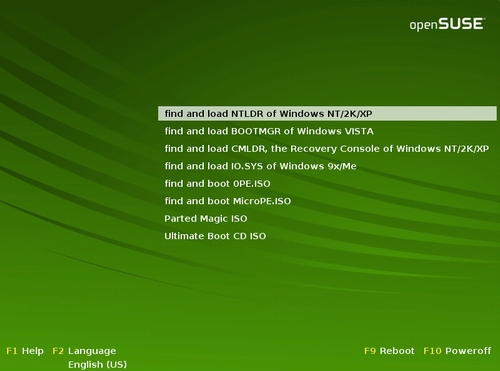 openSUSE
find and load NTLDR of Windows NT/2K/XP
find and load BOOTMGR of Windows VISTA
find and load CMLDR, the Recovery Console of Windows NT/2K/XP
find and load IO.SYS of Windows 9x/Me
find and boot 0PE.ISO
find and boot MicroPE.ISO
Parted Magic ISO
Ultimate Boot CD ISO
F1 Help F2 Language F9 Reboot F10 Poweroff
English (US)